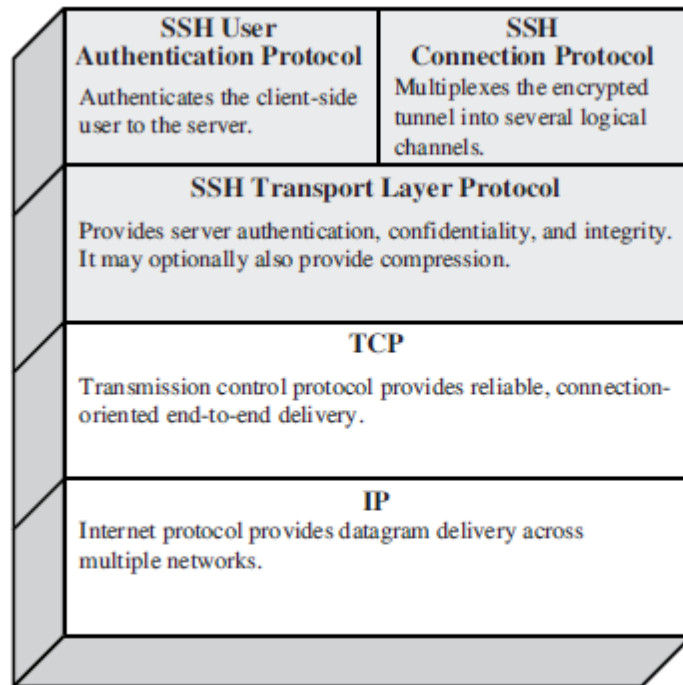 SSH User
Authentication Protocol
Authenticates the client-side
user to the server.
SSH
Connection Protocol
Multiplexes the encrypted
tunnel into several logical
channels.
SSH Transport Layer Protocol
Provides server authentication, confidentiality, and integrity.
It may optionally also provide compression.
TCP
Transmission control protocol provides reliable, connection-
oriented end-to-end delivery.
IP
Internet protocol provides datagram delivery across
multiple networks.